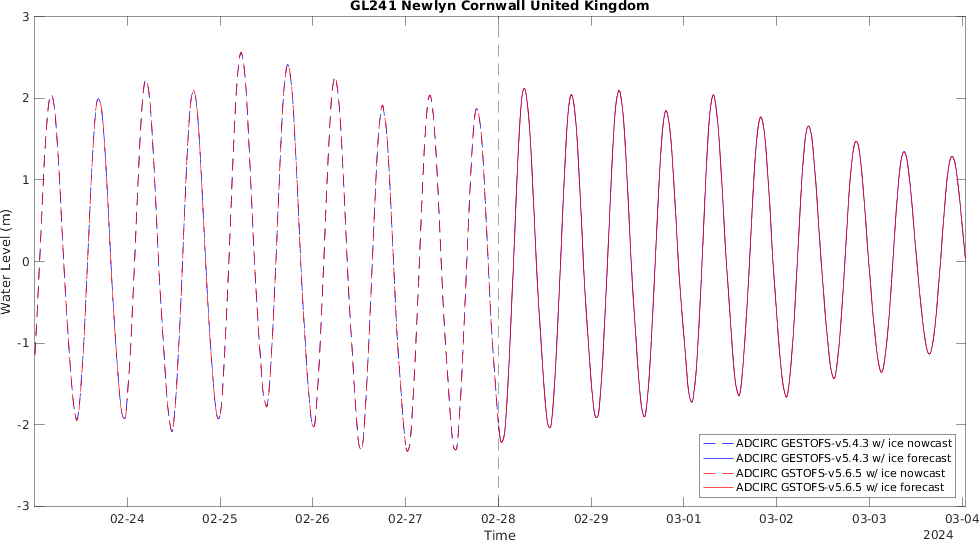 GL241 Newlyn Cornwall United Kingdom
Water Level (m)
3
2
1
0
-1
-2
-3
ADCIRC GESTOFS-v5.4.3 w/ ice nowcast
ADCIRC GESTOFS-v5.4.3 w/ ice forecast
ADCIRC GSTOFS-v5.6.5 w/ ice nowcast
ADCIRC GSTOFS-v5.6.5 w/ ice forecast
02-24 02-25 02-26 02-27 02-28 02-29 03-01 03-02 03-03 03-04
Time
2024